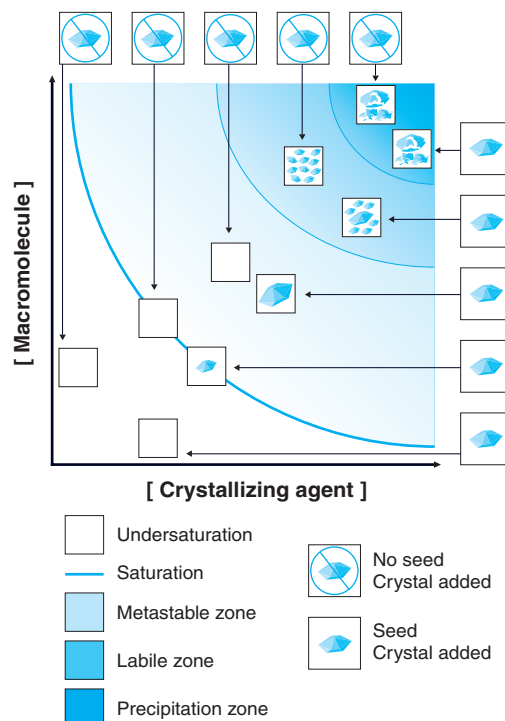 [ Macromolecule ]
[ Crystallizing agent ]
Undersaturation
Saturation
Metastable zone
Labile zone
Precipitation zone
No seed
Crystal added
Seed
Crystal added